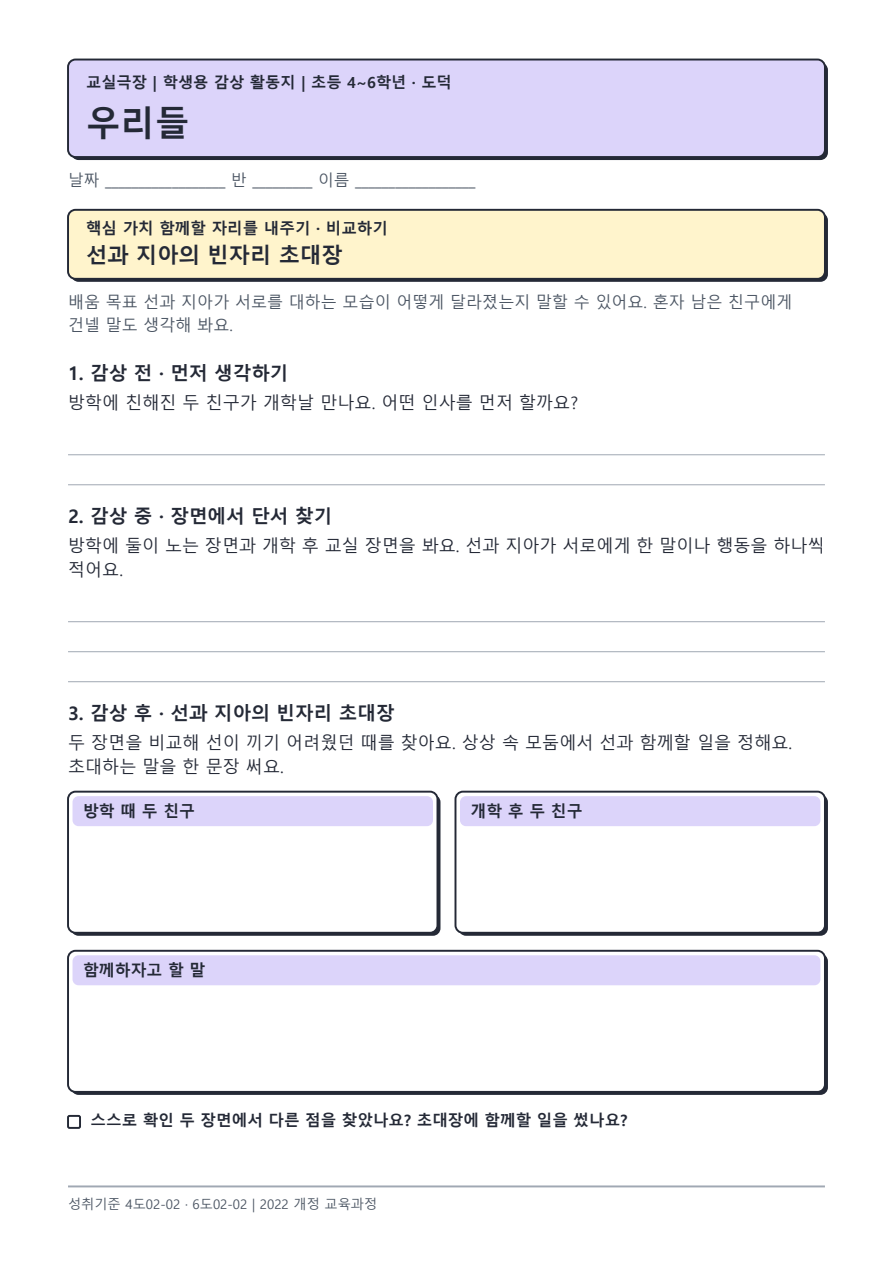 교실극장 | 학생용 감상 활동지 | 초등 4~6학년 · 도덕
우리들
날짜 ________________ 반 ________ 이름 ________________
핵심 가치 함께할 자리를 내주기 · 비교하기
선과 지아의 빈자리 초대장
배움 목표 선과 지아가 서로를 대하는 모습이 어떻게 달라졌는지 말할 수 있어요. 혼자 남은 친구에게
건넬 말도 생각해 봐요.
1. 감상 전 · 먼저 생각하기
방학에 친해진 두 친구가 개학날 만나요. 어떤 인사를 먼저 할까요?
2. 감상 중 · 장면에서 단서 찾기
방학에 둘이 노는 장면과 개학 후 교실 장면을 봐요. 선과 지아가 서로에게 한 말이나 행동을 하나씩
적어요.
3. 감상 후 · 선과 지아의 빈자리 초대장
두 장면을 비교해 선이 끼기 어려웠던 때를 찾아요. 상상 속 모둠에서 선과 함께할 일을 정해요.
초대하는 말을 한 문장 써요.
방학 때 두 친구
개학 후 두 친구
함께하자고 할 말
스스로 확인 두 장면에서 다른 점을 찾았나요? 초대장에 함께할 일을 썼나요?
성취기준 4도02-02 · 6도02-02 | 2022 개정 교육과정